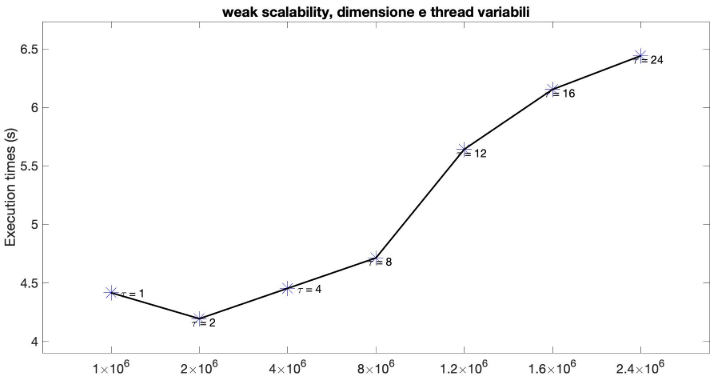 weak scalability, dimensione e thread variabili
Execution times (s)
6.5
6
5.5
5
4.5
4
τ = 1
τ = 2
τ = 4
τ = 8
τ = 12
τ = 16
τ = 24
1×10⁶
2×10⁶
4×10⁶
8×10⁶
1.2×10⁶
1.6×10⁶
2.4×10⁶